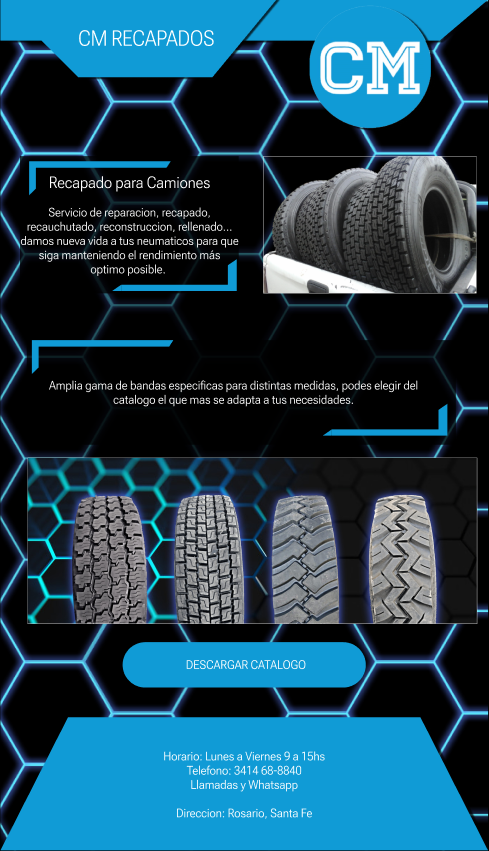 CM RECAPADOS
CM
Recapado para Camiones
Servicio de reparacion, recapado,
recauchutado, reconstruccion, rellenado...
damos nueva vida a tus neumaticos para que
siga manteniendo el rendimiento más
optimo posible.
Amplia gama de bandas especificas para distintas medidas, podes elegir del
catalogo el que mas se adapta a tus necesidades.
DESCARGAR CATALOGO
Horario: Lunes a Viernes 9 a 15hs
Telefono: 3414 68-8840
Llamadas y Whatsapp
Direccion: Rosario, Santa Fe